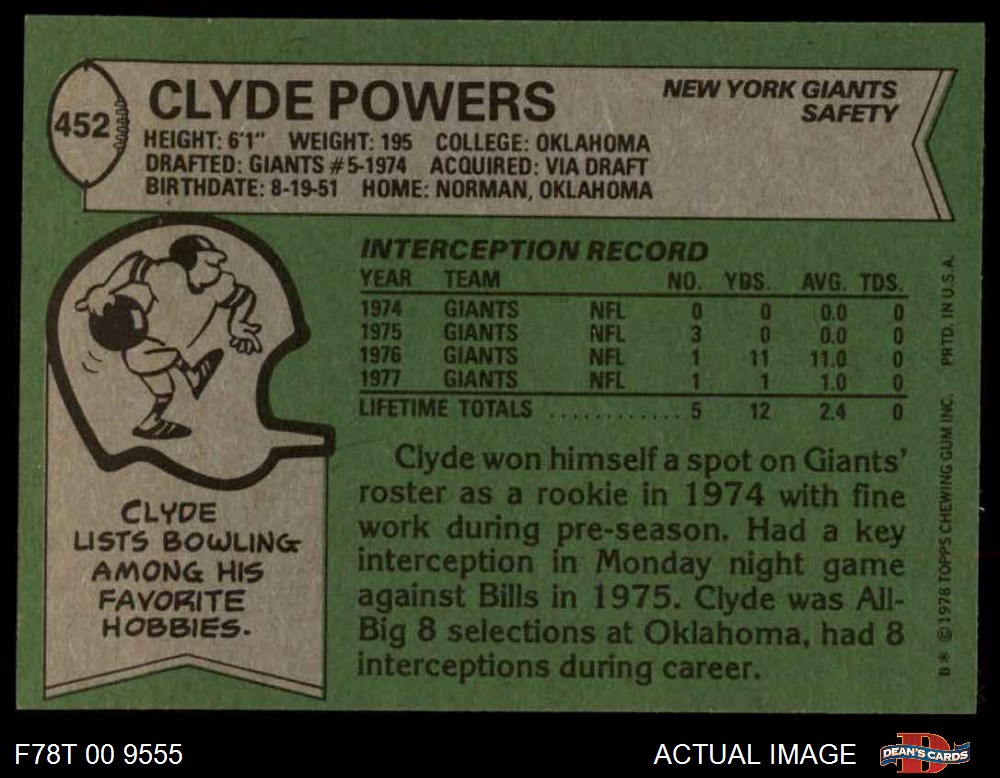 452
CLYDE POWERS
NEW YORK GIANTS
SAFETY
HEIGHT: 6'1" WEIGHT: 195 COLLEGE: OKLAHOMA
DRAFTED: GIANTS #5-1974 ACQUIRED: VIA DRAFT
BIRTHDATE: 8-19-51 HOME: NORMAN, OKLAHOMA
INTERCEPTION RECORD
YEAR TEAM NO. YDS. AVG. TDS.
1974 GIANTS NFL 0 0 0.0 0
1975 GIANTS NFL 3 0 0.0 0
1976 GIANTS NFL 1 11 11.0 0
1977 GIANTS NFL 1 1 1.0 0
LIFETIME TOTALS ............ 5 12 2.4 0
Clyde won himself a spot on Giants'
roster as a rookie in 1974 with fine
work during pre-season. Had a key
interception in Monday night game
against Bills in 1975. Clyde was All-
Big 8 selections at Oklahoma, had 8
interceptions during career.
CLYDE
LISTS BOWLING
AMONG HIS
FAVORITE
HOBBIES.
B* © 1978 TOPPS CHEWING GUM INC. PRTD. IN U.S.A.
F78T 00 9555
ACTUAL IMAGE
D
DEAN'S CARDS